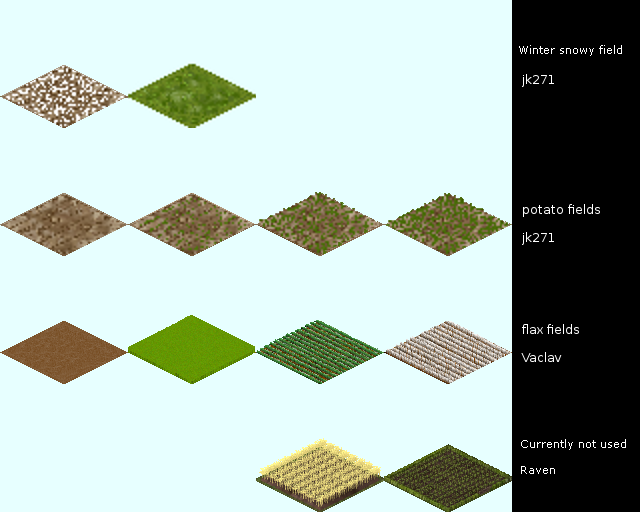 Winter snowy field
jk271
potato fields
jk271
flax fields
Vaclav
Currently not used
Raven